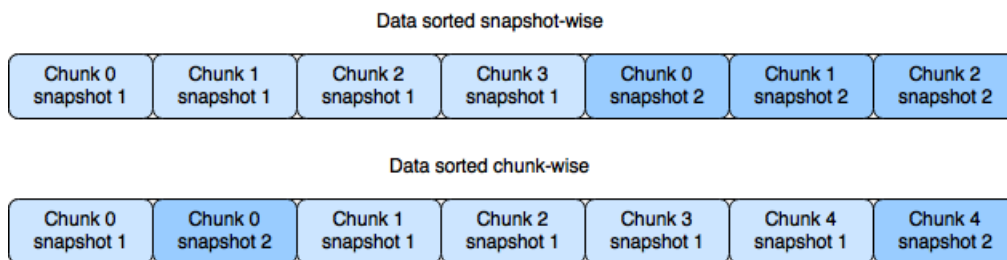 Data sorted snapshot-wise
Chunk 0 Chunk 1 Chunk 2 Chunk 3 Chunk 0 Chunk 1 Chunk 2
snapshot 1 snapshot 1 snapshot 1 snapshot 1 snapshot 2 snapshot 2 snapshot 2
Data sorted chunk-wise
Chunk 0 Chunk 0 Chunk 1 Chunk 2 Chunk 3 Chunk 4 Chunk 4
snapshot 1 snapshot 2 snapshot 1 snapshot 1 snapshot 1 snapshot 1 snapshot 2